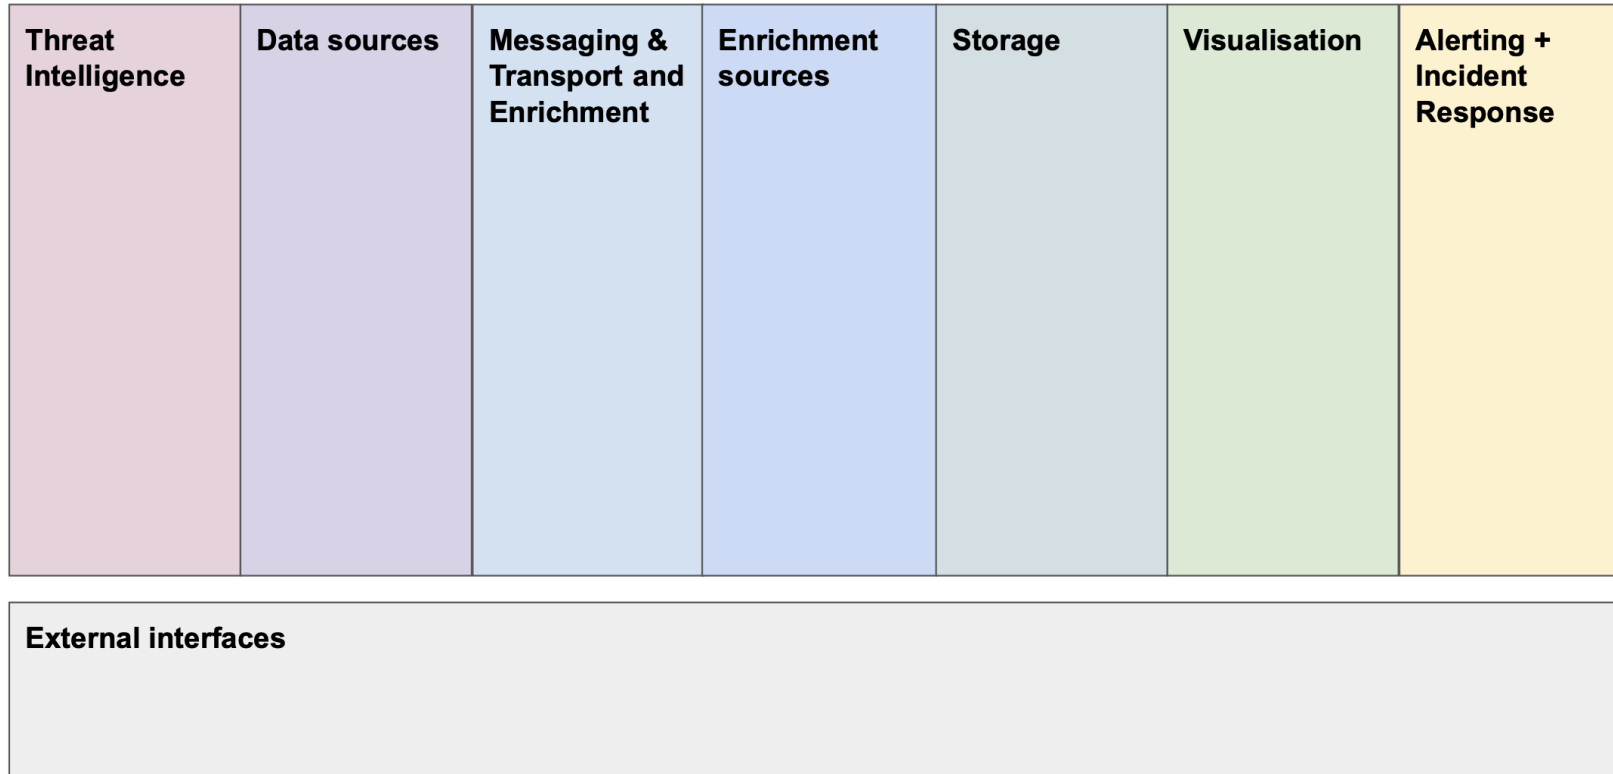 Threat
Intelligence
Data sources
Messaging &
Transport and
Enrichment
Enrichment
sources
Storage
Visualisation
Alerting +
Incident
Response
External interfaces